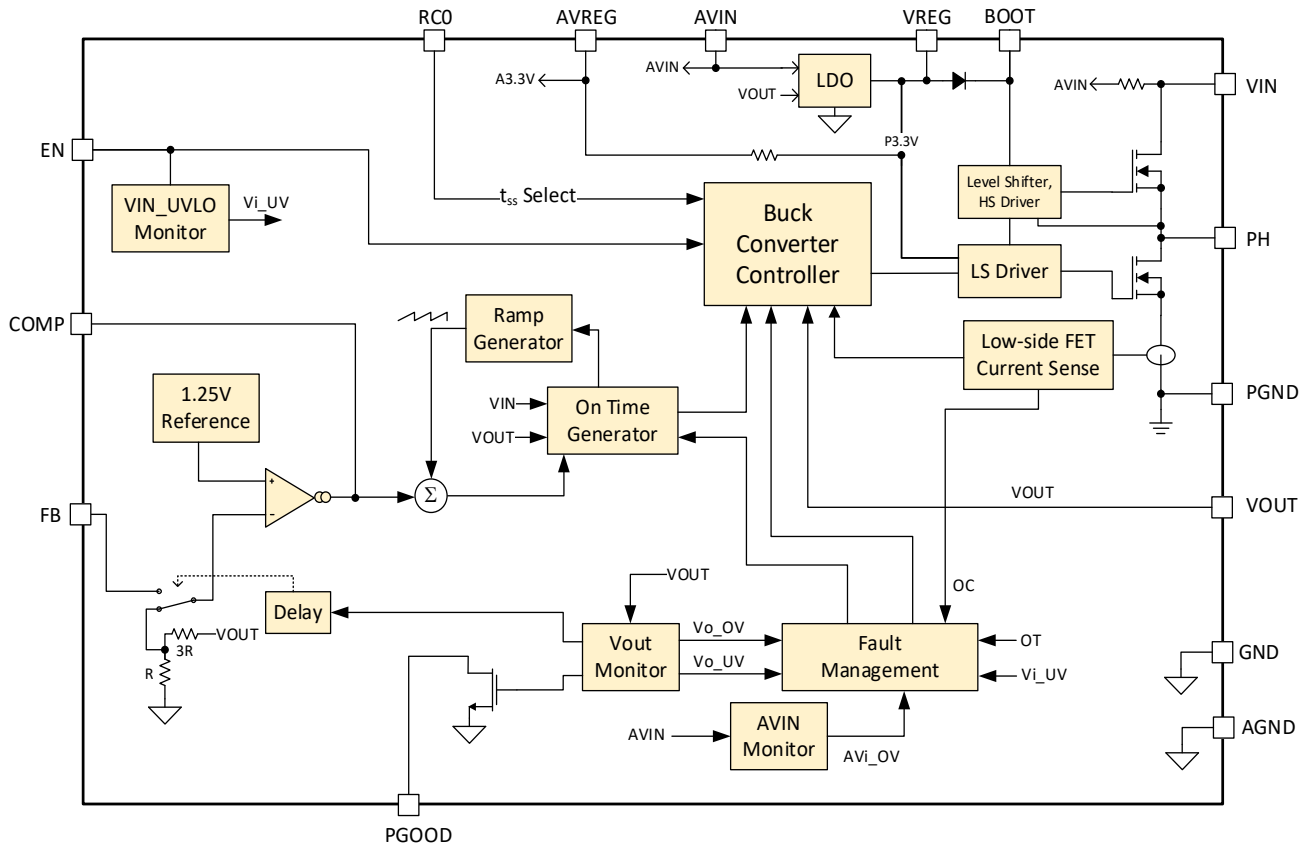 RC0
AVREG
AVIN
VREG
BOOT
A3.3V
AVIN
VOUT
LDO
AVIN
VIN
EN
P3.3V
VIN_UVLO
Monitor
Vi_UV
tss Select
Buck
Converter
Controller
Level Shifter,
HS Driver
PH
LS Driver
COMP
Ramp
Generator
Low-side FET
Current Sense
1.25V
Reference
VIN
VOUT
On Time
Generator
PGND
+
-
Σ
FB
VOUT
VOUT
OC
Delay
VOUT
3R
R
VOUT
Vout
Monitor
Vo_OV
Vo_UV
Fault
Management
OT
Vi_UV
GND
AVIN
AVIN
Monitor
AVi_OV
AGND
PGOOD